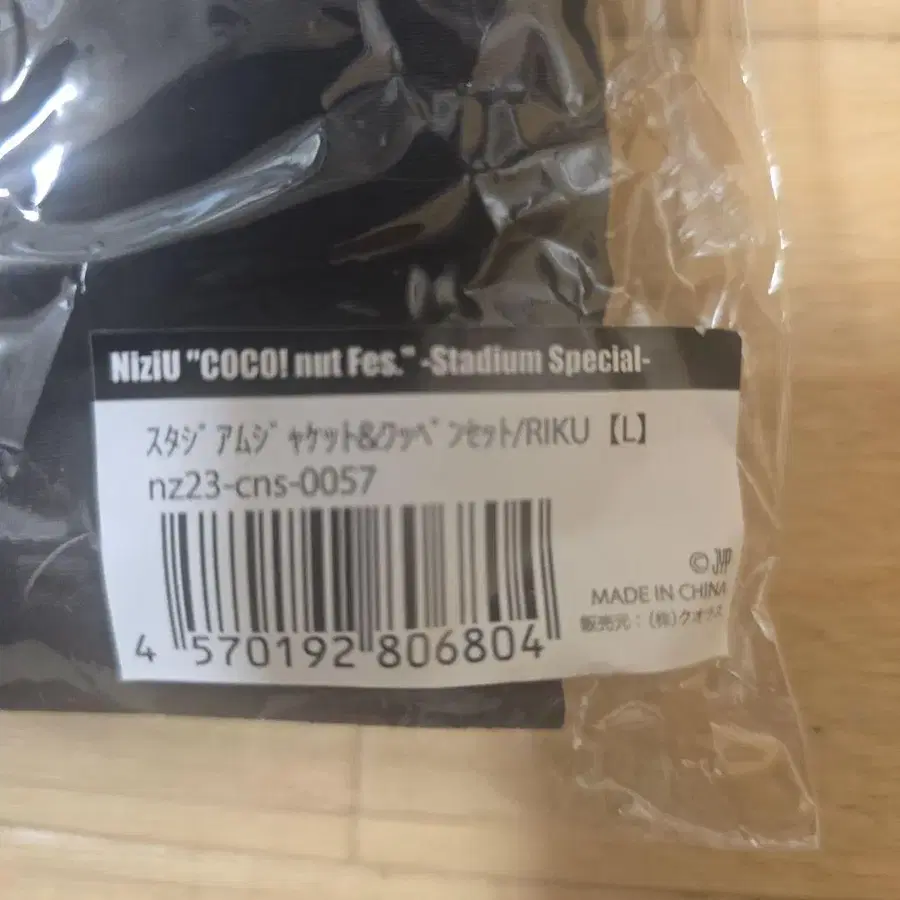 NiziU "COCO! nut Fes." -Stadium Special-
ｽﾀｼﾞｱﾑｼﾞｬｹｯﾄ&ﾜｯﾍﾟﾝｾｯﾄ/RIKU【L】
nz23-cns-0057
4 570192 806804
© JYP
MADE IN CHINA
販売元：(株)クオラス